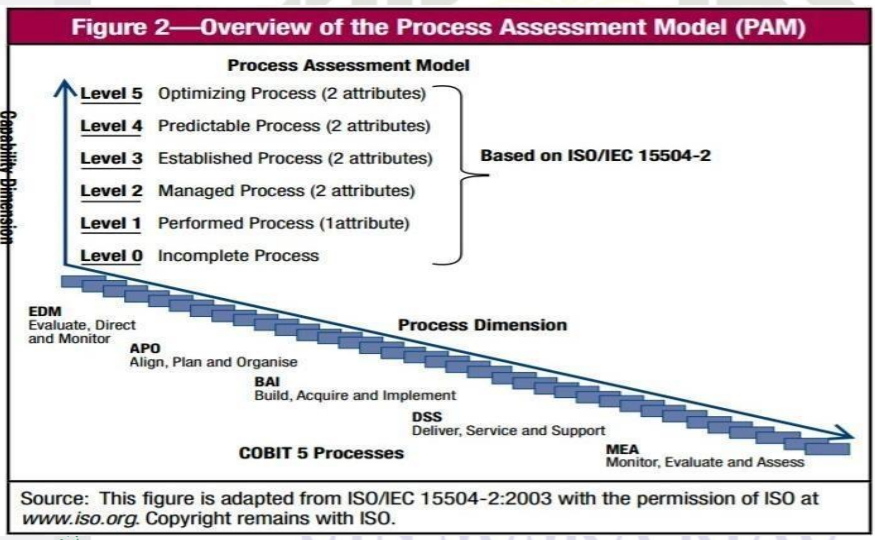 Figure 2—Overview of the Process Assessment Model (PAM)
Process Assessment Model
Level 5 Optimizing Process (2 attributes)
Level 4 Predictable Process (2 attributes)
Level 3 Established Process (2 attributes)
Level 2 Managed Process (2 attributes)
Level 1 Performed Process (1attribute)
Level 0 Incomplete Process
Based on ISO/IEC 15504-2
Capability Dimension
Process Dimension
EDM
Evaluate, Direct
and Monitor
APO
Align, Plan and Organise
BAI
Build, Acquire and Implement
DSS
Deliver, Service and Support
MEA
Monitor, Evaluate and Assess
COBIT 5 Processes
Source: This figure is adapted from ISO/IEC 15504-2:2003 with the permission of ISO at
www.iso.org. Copyright remains with ISO.